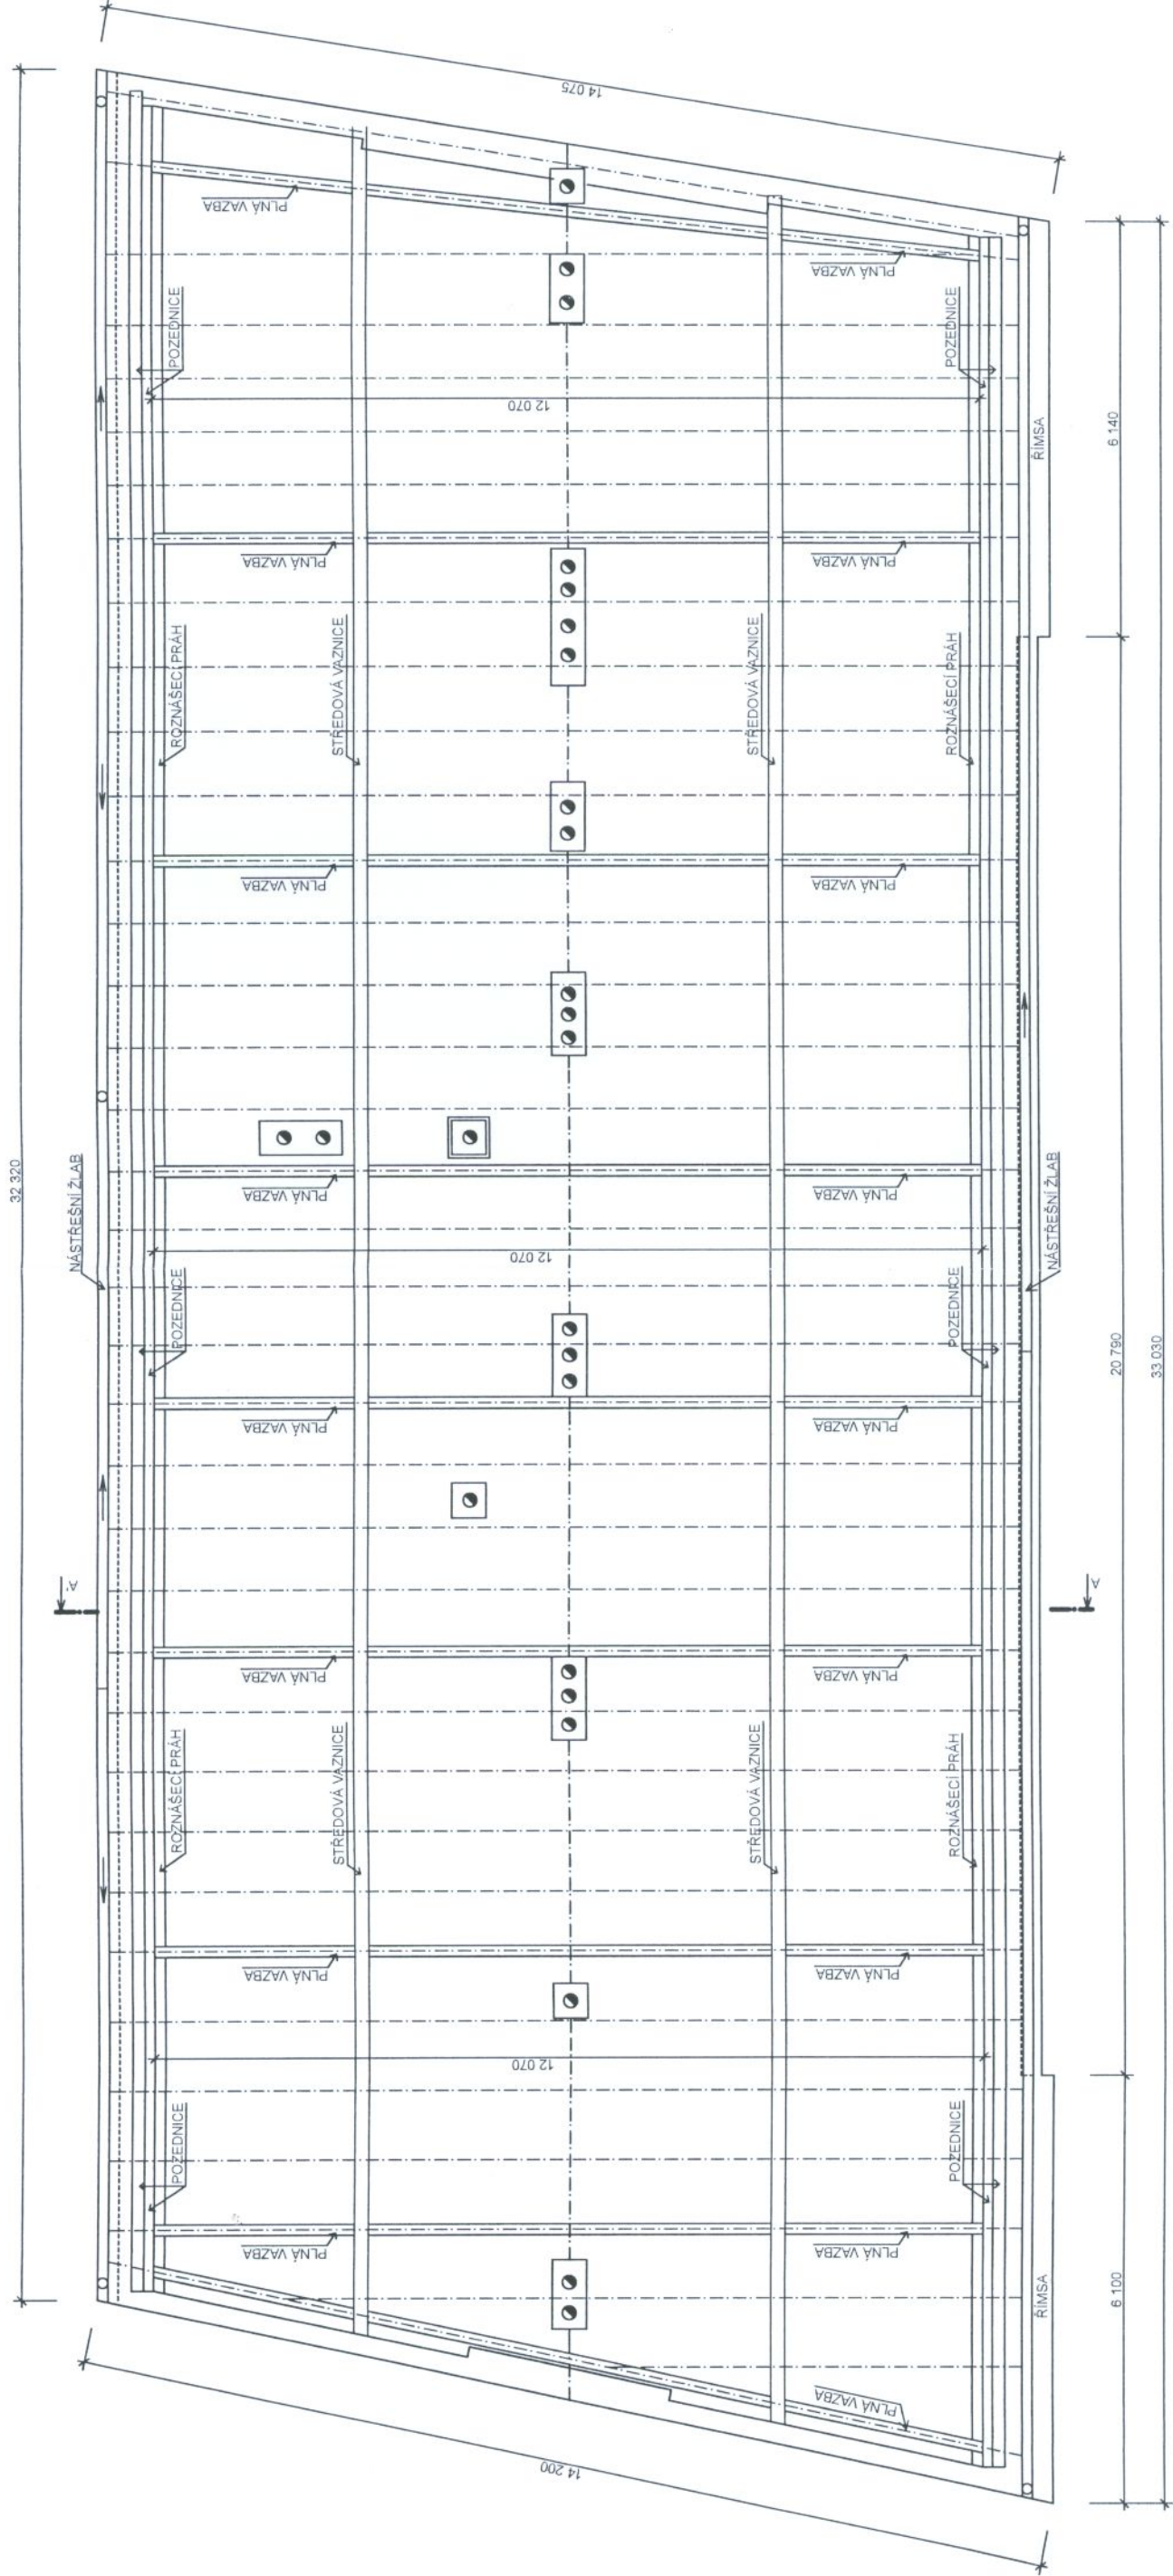 14 075
32 320
PLNÁ VAZBA
PLNÁ VAZBA
POZEDNICE
POZEDNICE
12 070
ŘÍMSA
6 140
PLNÁ VAZBA
PLNÁ VAZBA
ROZNÁŠECÍ PRÁH
STŘEDOVÁ VAZNICE
STŘEDOVÁ VAZNICE
ROZNÁŠECÍ PRÁH
PLNÁ VAZBA
PLNÁ VAZBA
NÁSTŘEŠNÍ ŽLAB
PLNÁ VAZBA
PLNÁ VAZBA
NÁSTŘEŠNÍ ŽLAB
12 070
POZEDNICE
POZEDNICE
20 790
33 030
PLNÁ VAZBA
PLNÁ VAZBA
A'
A
PLNÁ VAZBA
PLNÁ VAZBA
ROZNÁŠECÍ PRÁH
STŘEDOVÁ VAZNICE
STŘEDOVÁ VAZNICE
ROZNÁŠECÍ PRÁH
PLNÁ VAZBA
PLNÁ VAZBA
12 070
POZEDNICE
POZEDNICE
PLNÁ VAZBA
PLNÁ VAZBA
ŘÍMSA
6 100
PLNÁ VAZBA
14 200